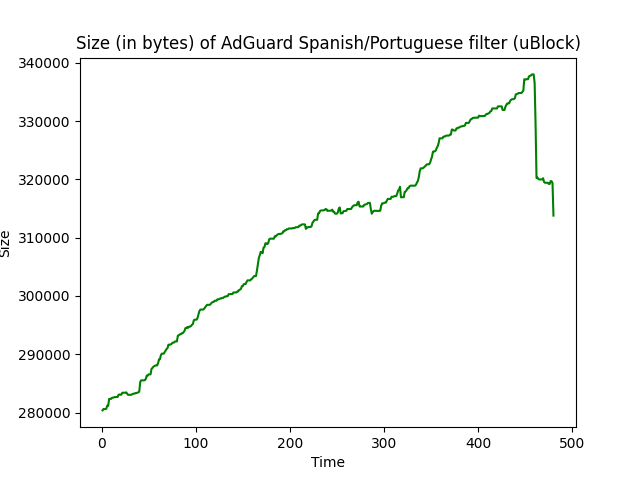 Size (in bytes) of AdGuard Spanish/Portuguese filter (uBlock)
340000
330000
320000
310000
300000
290000
280000
Size
0 100 200 300 400 500
Time